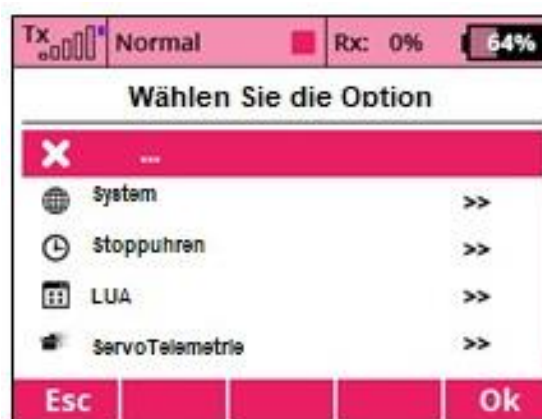 Tx Normal Rx: 0% 64%
Wählen Sie die Option
...
System >>
Stoppuhren >>
LUA >>
ServoTelemetrie >>
Esc Ok